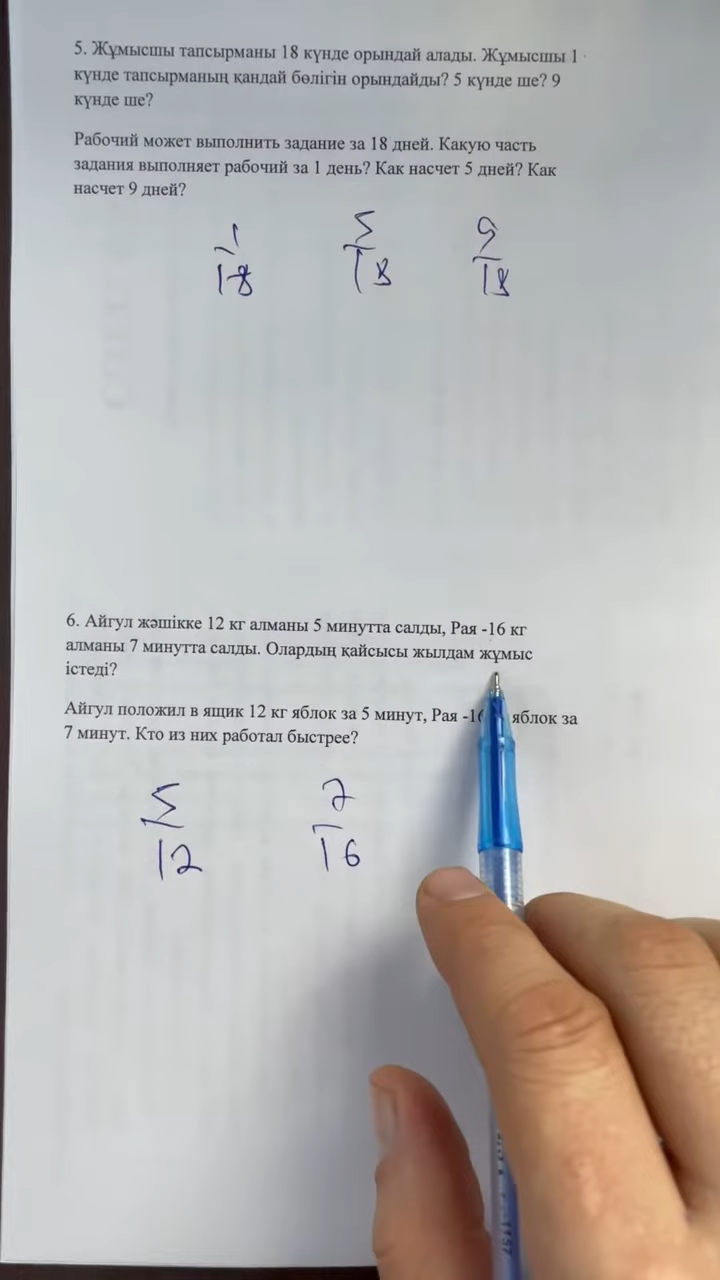 5. Жұмысшы тапсырманы 18 күнде орындай алады. Жұмысшы 1
күнде тапсырманың қандай бөлігін орындайды? 5 күнде ше? 9
күнде ше?
Рабочий может выполнить задание за 18 дней. Какую часть
задания выполняет рабочий за 1 день? Как насчет 5 дней? Как
насчет 9 дней?
1/18 5/18 9/18
6. Айгул жәшікке 12 кг алманы 5 минутта салды, Рая -16 кг
алманы 7 минутта салды. Олардың қайсысы жылдам жұмыс
істеді?
Айгул положил в ящик 12 кг яблок за 5 минут, Рая -16 яблок за
7 минут. Кто из них работал быстрее?
5/12 7/16